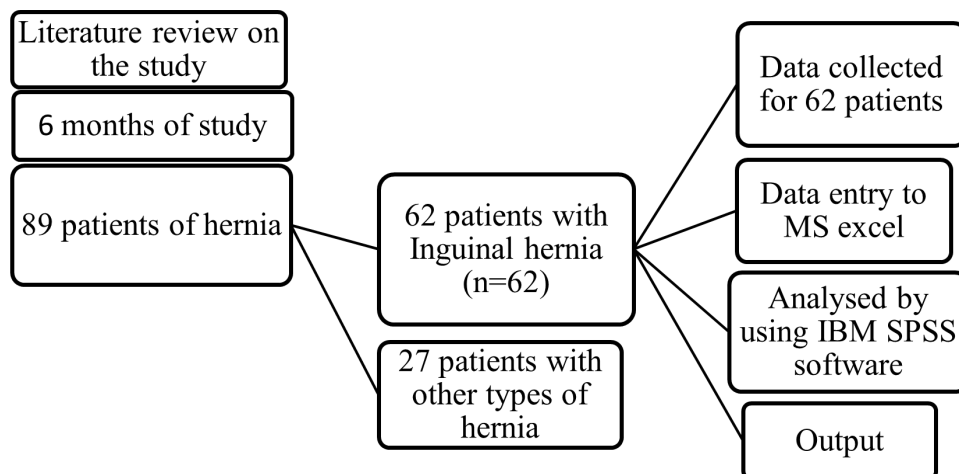 Literature review on
the study
6 months of study
89 patients of hernia
62 patients with
Inguinal hernia
(n=62)
27 patients with
other types of
hernia
Data collected
for 62 patients
Data entry to
MS excel
Analysed by
using IBM SPSS
software
Output